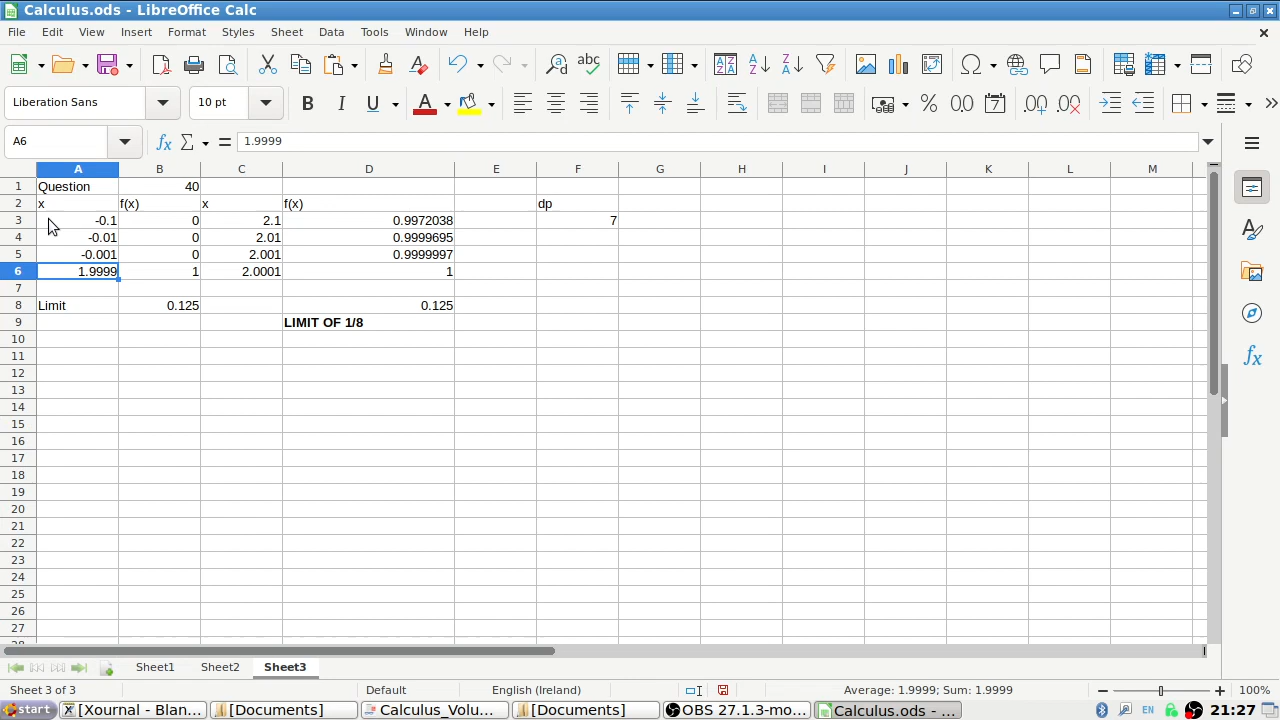 Calculus.ods - LibreOffice Calc
File Edit View Insert Format Styles Sheet Data Tools Window Help
Liberation Sans 10 pt
A6 1.9999
A B C D E F G H I J K L M
1 Question 40
2 x f(x) x f(x) dp
3 -0.1 0 2.1 0.9972038 7
4 -0.01 0 2.01 0.9999695
5 -0.001 0 2.001 0.9999997
6 1.9999 1 2.0001 1
7
8 Limit 0.125 0.125
9 LIMIT OF 1/8
10
11
12
13
14
15
16
17
18
19
20
21
22
23
24
25
26
27
28
Sheet1 Sheet2 Sheet3
Sheet 3 of 3 Default English (Ireland) Average: 1.9999; Sum: 1.9999 100%
start [Xournal - Blan... [Documents] Calculus_Volu... [Documents] OBS 27.1.3-mo... Calculus.ods - ... EN 21:27